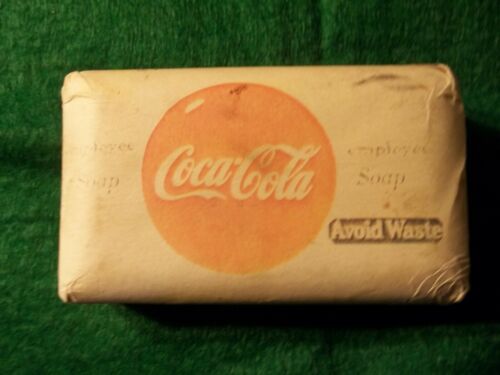 employee
Soap
Coca-Cola
employee
Soap
Avoid Waste